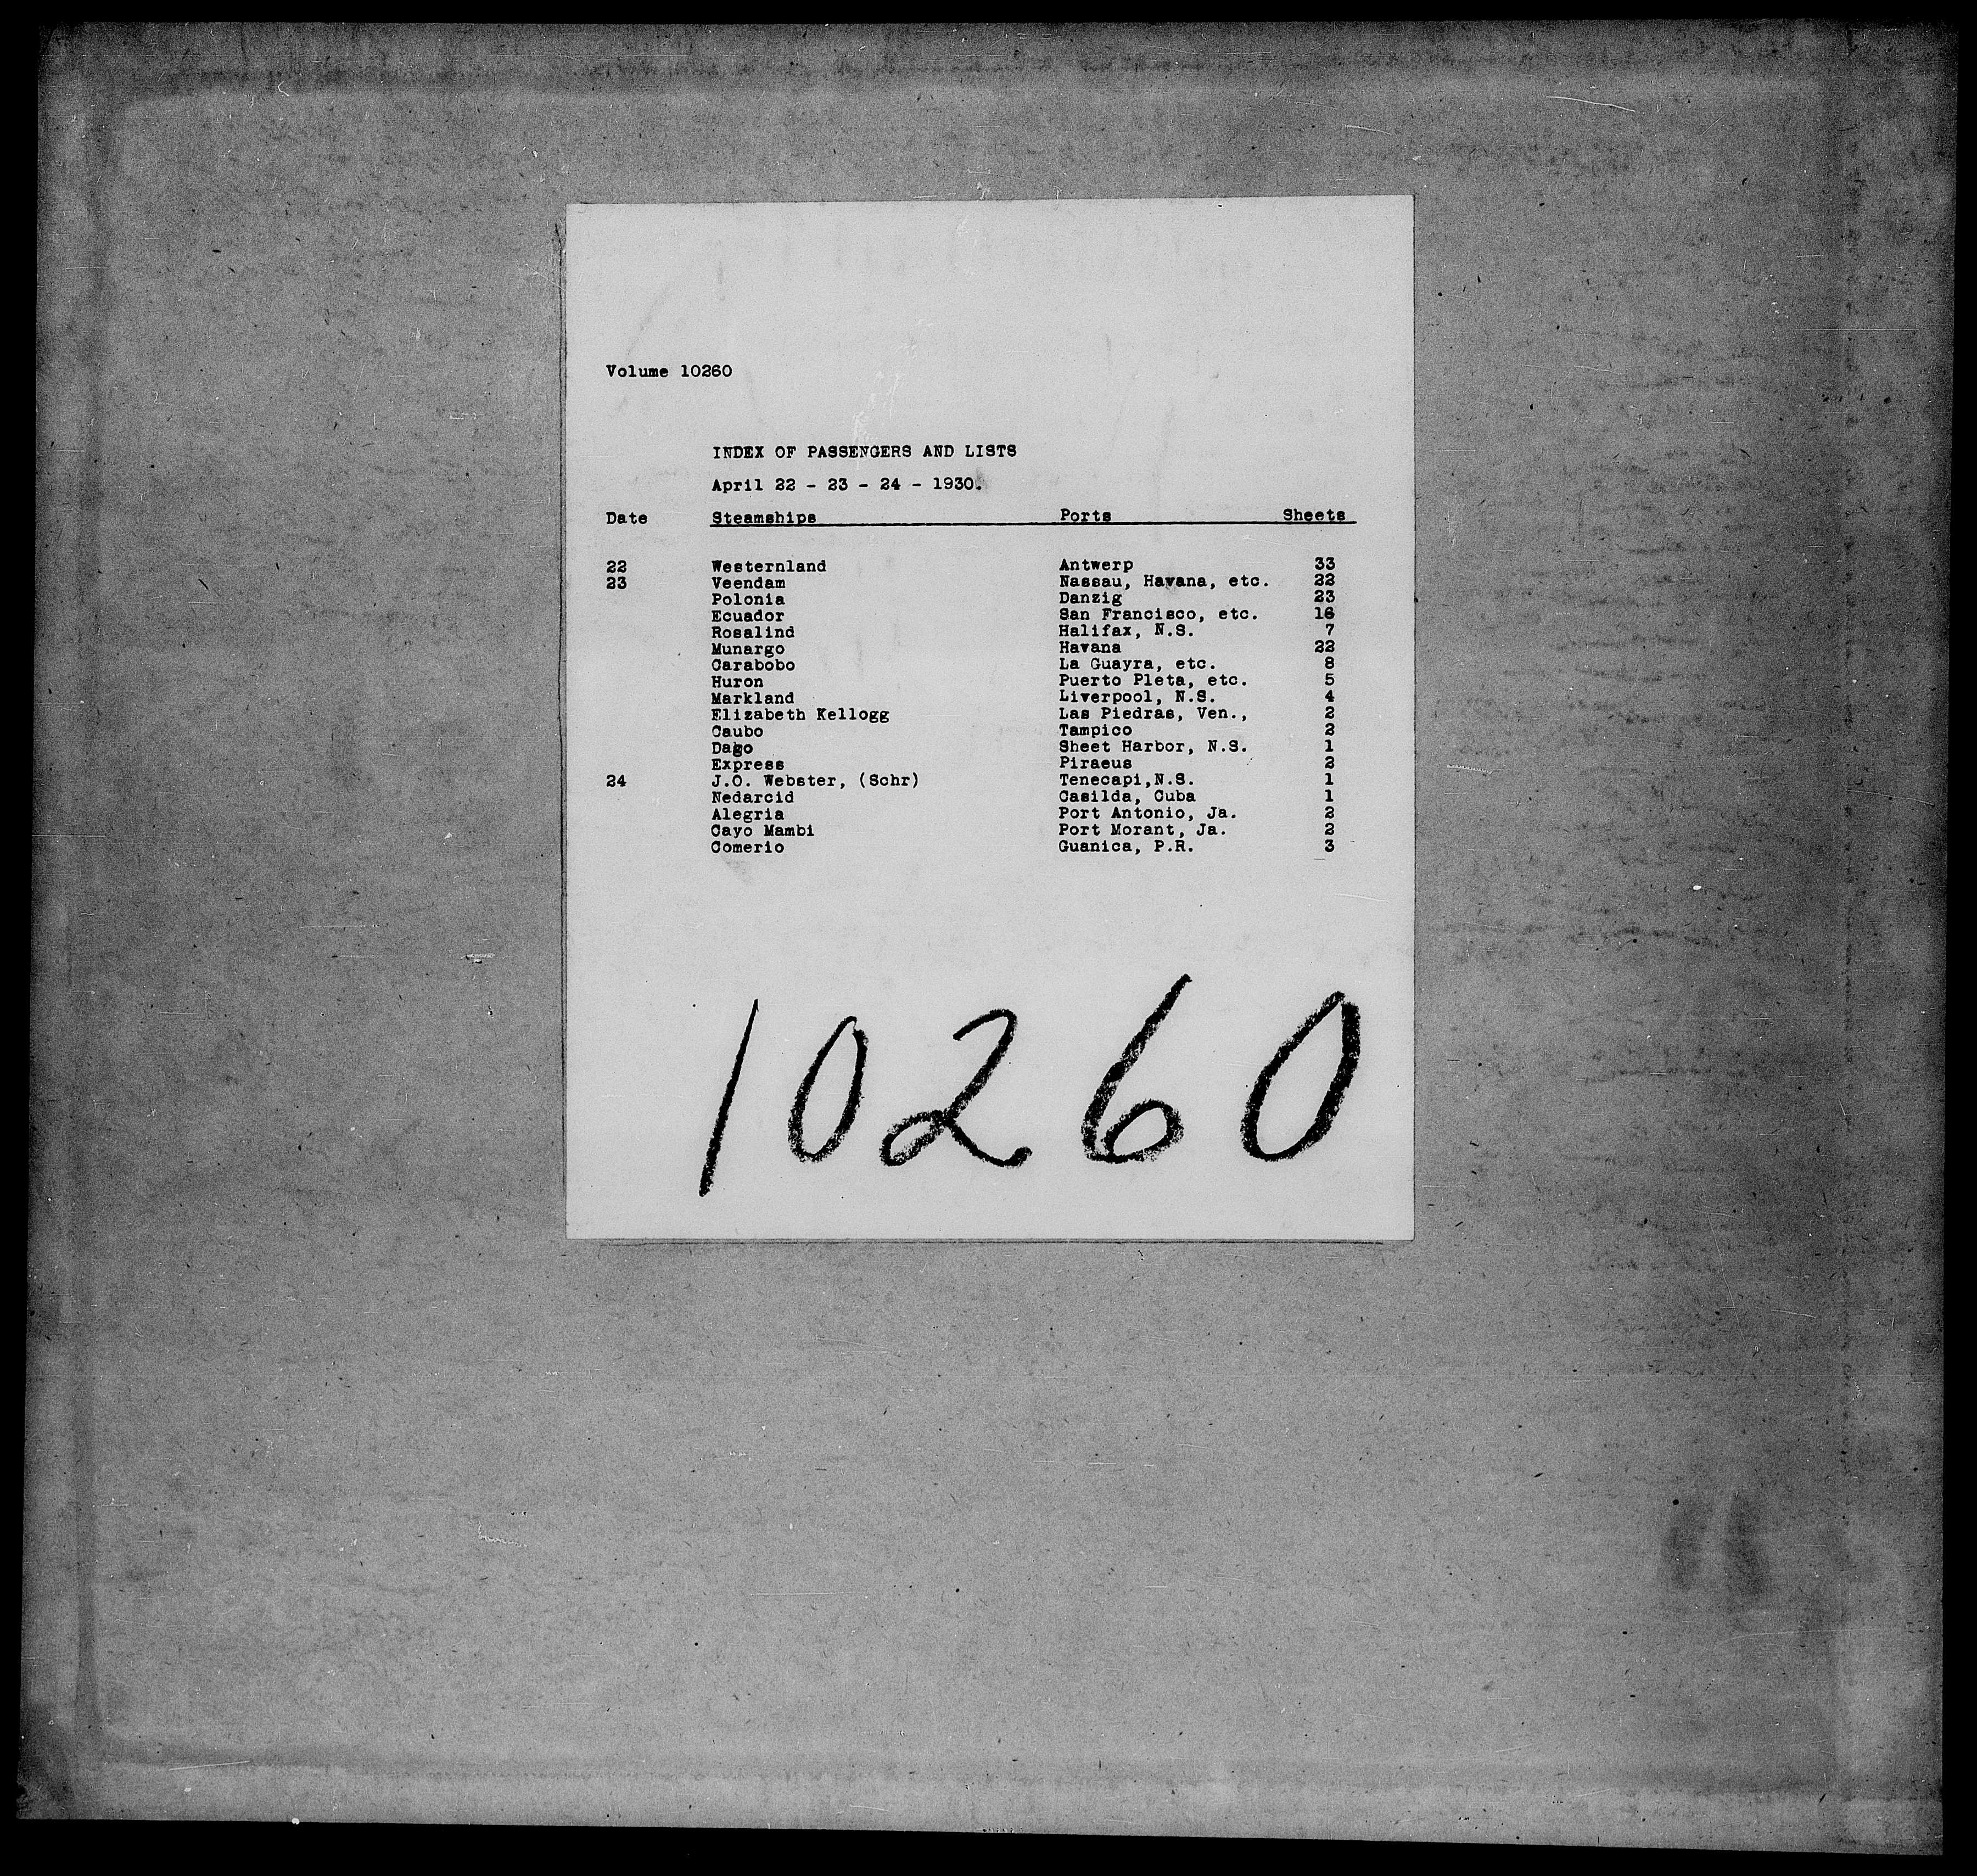 Volume 10260
INDEX OF PASSENGERS AND LISTS
April 22 - 23 - 24 - 1930.
Date Steamships Ports Sheets
22 Westernland Antwerp 33
23 Veendam Nassau, Havana, etc. 22
Polonia Danzig 23
Ecuador San Francisco, etc. 16
Rosalind Halifax, N.S. 7
Munargo Havana 22
Carabobo La Guayra, etc. 8
Huron Puerto Pleta, etc. 5
Markland Liverpool, N.S. 4
Elizabeth Kellogg Las Piedras, Ven., 2
Caubo Tampico 2
Dago Sheet Harbor, N.S. 1
Express Piraeus 2
24 J.O. Webster, (Schr) Tenecapi,N.S. 1
Nedarcid Casilda, Cuba 1
Alegria Port Antonio, Ja. 2
Cayo Mambi Port Morant, Ja. 2
Comerio Guanica, P.R. 3
10260